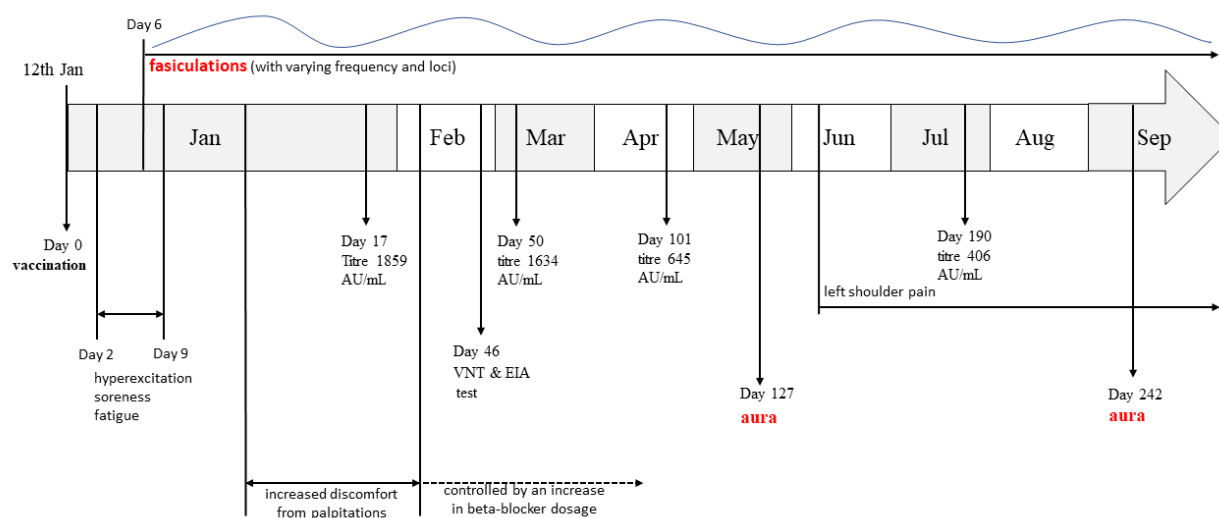 Day 6
12th Jan
fasiculations (with varying frequency and loci)
Jan
Feb
Mar
Apr
May
Jun
Jul
Aug
Sep
Day 0
vaccination
Day 17
Titre 1859
AU/mL
Day 50
titre 1634
AU/mL
Day 101
titre 645
AU/mL
Day 190
titre 406
AU/mL
left shoulder pain
Day 2
Day 9
hyperexcitation
soreness
fatigue
Day 46
VNT & EIA
test
Day 127
aura
Day 242
aura
increased discomfort
from palpitations
controlled by an increase
in beta-blocker dosage